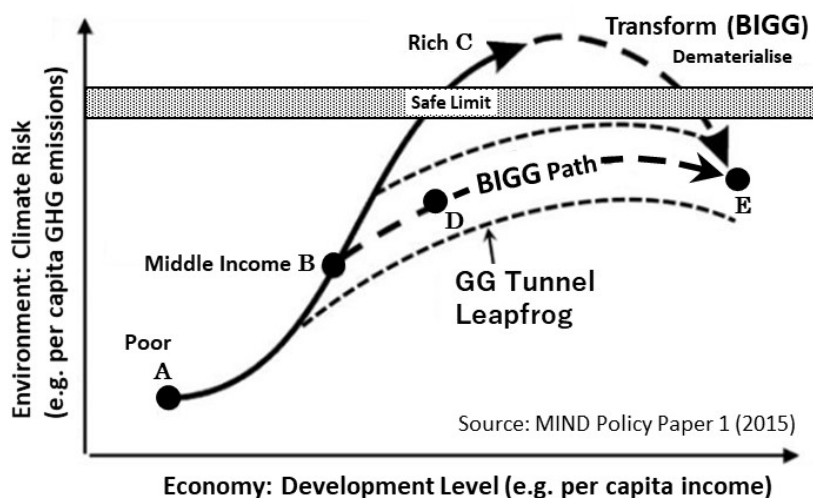 Transform (BIGG)
Rich C
Dematerialise
Safe Limit
BIGG Path
E
D
Middle Income B
GG Tunnel
Leapfrog
Poor
A
Source: MIND Policy Paper 1 (2015)
Environment: Climate Risk
(e.g. per capita GHG emissions)
Economy: Development Level (e.g. per capita income)